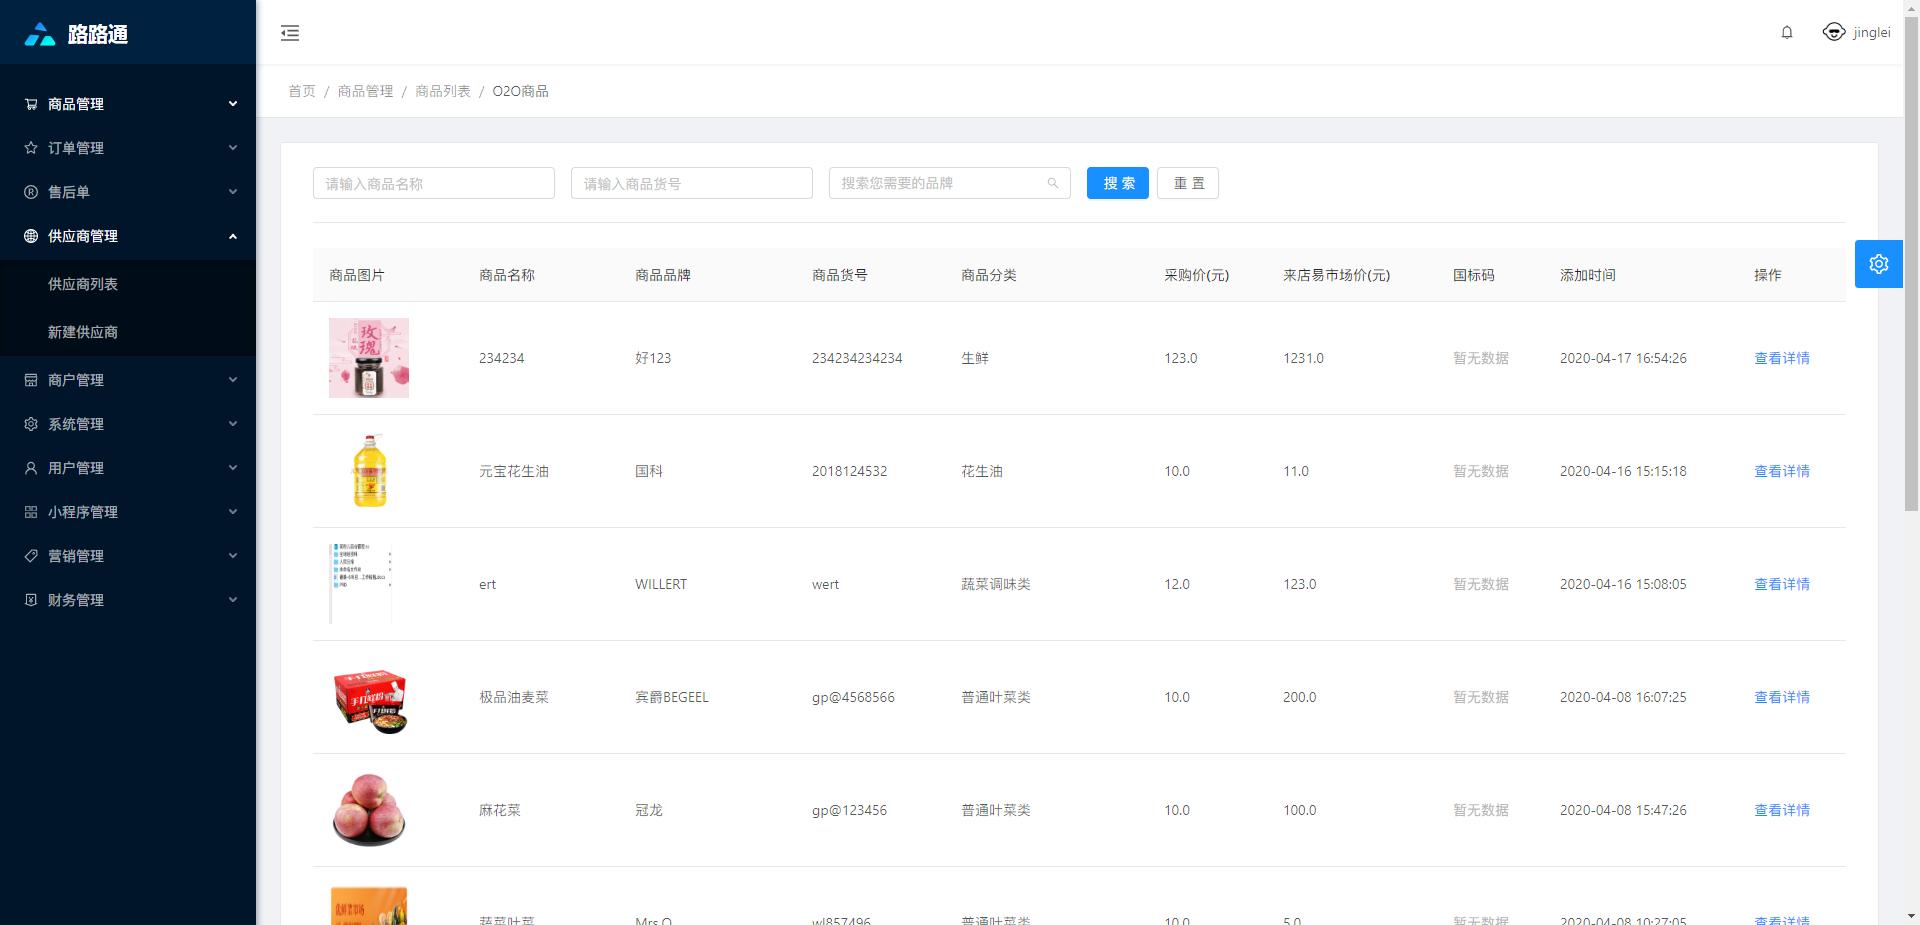 路路通
jinglei
首页 / 商品管理 / 商品列表 / O2O商品
商品管理
订单管理
售后单
供应商管理
供应商列表
新建供应商
商户管理
系统管理
用户管理
小程序管理
营销管理
财务管理
请输入商品名称 请输入商品货号 搜索您需要的品牌 搜 索 重 置
商品图片 商品名称 商品品牌 商品货号 商品分类 采购价(元) 来店易市场价(元) 国标码 添加时间 操作
玫瑰
234234 好123 234234234234 生鲜 123.0 1231.0 暂无数据 2020-04-17 16:54:26 查看详情
元宝花生油 国科 2018124532 花生油 10.0 11.0 暂无数据 2020-04-16 15:15:18 查看详情
ert WILLERT wert 蔬菜调味类 12.0 123.0 暂无数据 2020-04-16 15:08:05 查看详情
极品油麦菜 宾爵BEGEEL gp@4568566 普通叶菜类 10.0 200.0 暂无数据 2020-04-08 16:07:25 查看详情
麻花菜 冠龙 gp@123456 普通叶菜类 10.0 100.0 暂无数据 2020-04-08 15:47:26 查看详情
蔬菜叶菜 Mrs.O wl857496 普通叶菜类 10.0 5.0 暂无数据 2020-04-08 10:27:05 查看详情